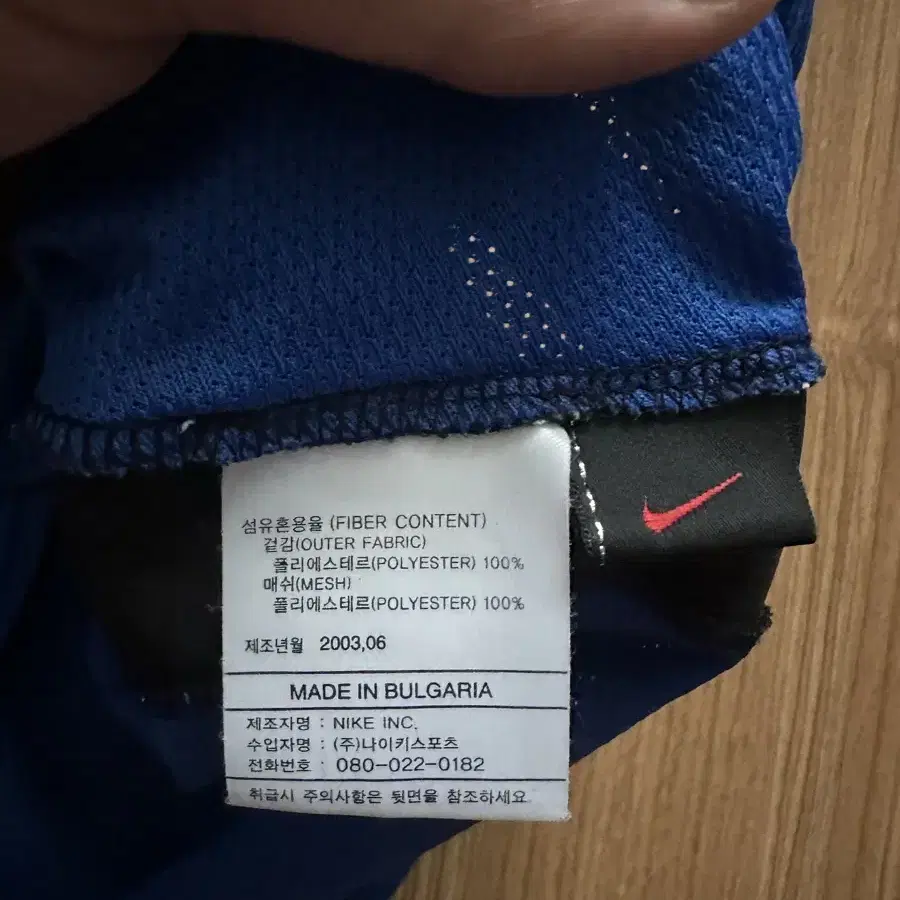 섬유혼용율 (FIBER CONTENT)
겉감(OUTER FABRIC)
폴리에스테르(POLYESTER) 100%
매쉬(MESH)
폴리에스테르(POLYESTER) 100%
제조년월 2003,06
MADE IN BULGARIA
제조자명 : NIKE INC.
수입자명 : (주)나이키스포츠
전화번호 : 080-022-0182
취급시 주의사항은 뒷면을 참조하세요